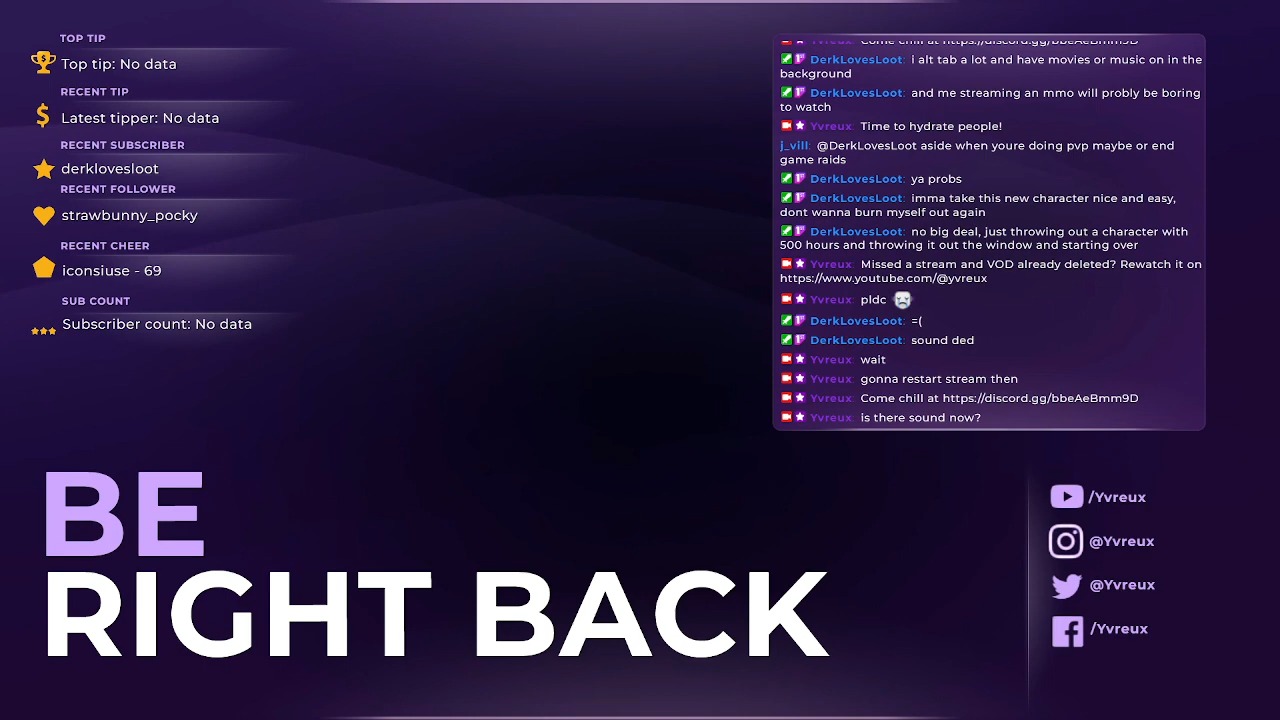 TOP TIP
Top tip: No data
RECENT TIP
Latest tipper: No data
RECENT SUBSCRIBER
derklovesloot
RECENT FOLLOWER
strawbunny_pocky
RECENT CHEER
iconsiuse - 69
SUB COUNT
Subscriber count: No data
Yvreux: Come chill at https://discord.gg/bbeAeBmm9D
DerkLovesLoot: i alt tab a lot and have movies or music on in the
background
DerkLovesLoot: and me streaming an mmo will probly be boring
to watch
Yvreux: Time to hydrate people!
j_vill: @DerkLovesLoot aside when youre doing pvp maybe or end
game raids
DerkLovesLoot: ya probs
DerkLovesLoot: imma take this new character nice and easy,
dont wanna burn myself out again
DerkLovesLoot: no big deal, just throwing out a character with
500 hours and throwing it out the window and starting over
Yvreux: Missed a stream and VOD already deleted? Rewatch it on
https://www.youtube.com/@yvreux
Yvreux: pldc
DerkLovesLoot: =(
DerkLovesLoot: sound ded
Yvreux: wait
Yvreux: gonna restart stream then
Yvreux: Come chill at https://discord.gg/bbeAeBmm9D
Yvreux: is there sound now?
BE
RIGHT BACK
/Yvreux
@Yvreux
@Yvreux
/Yvreux